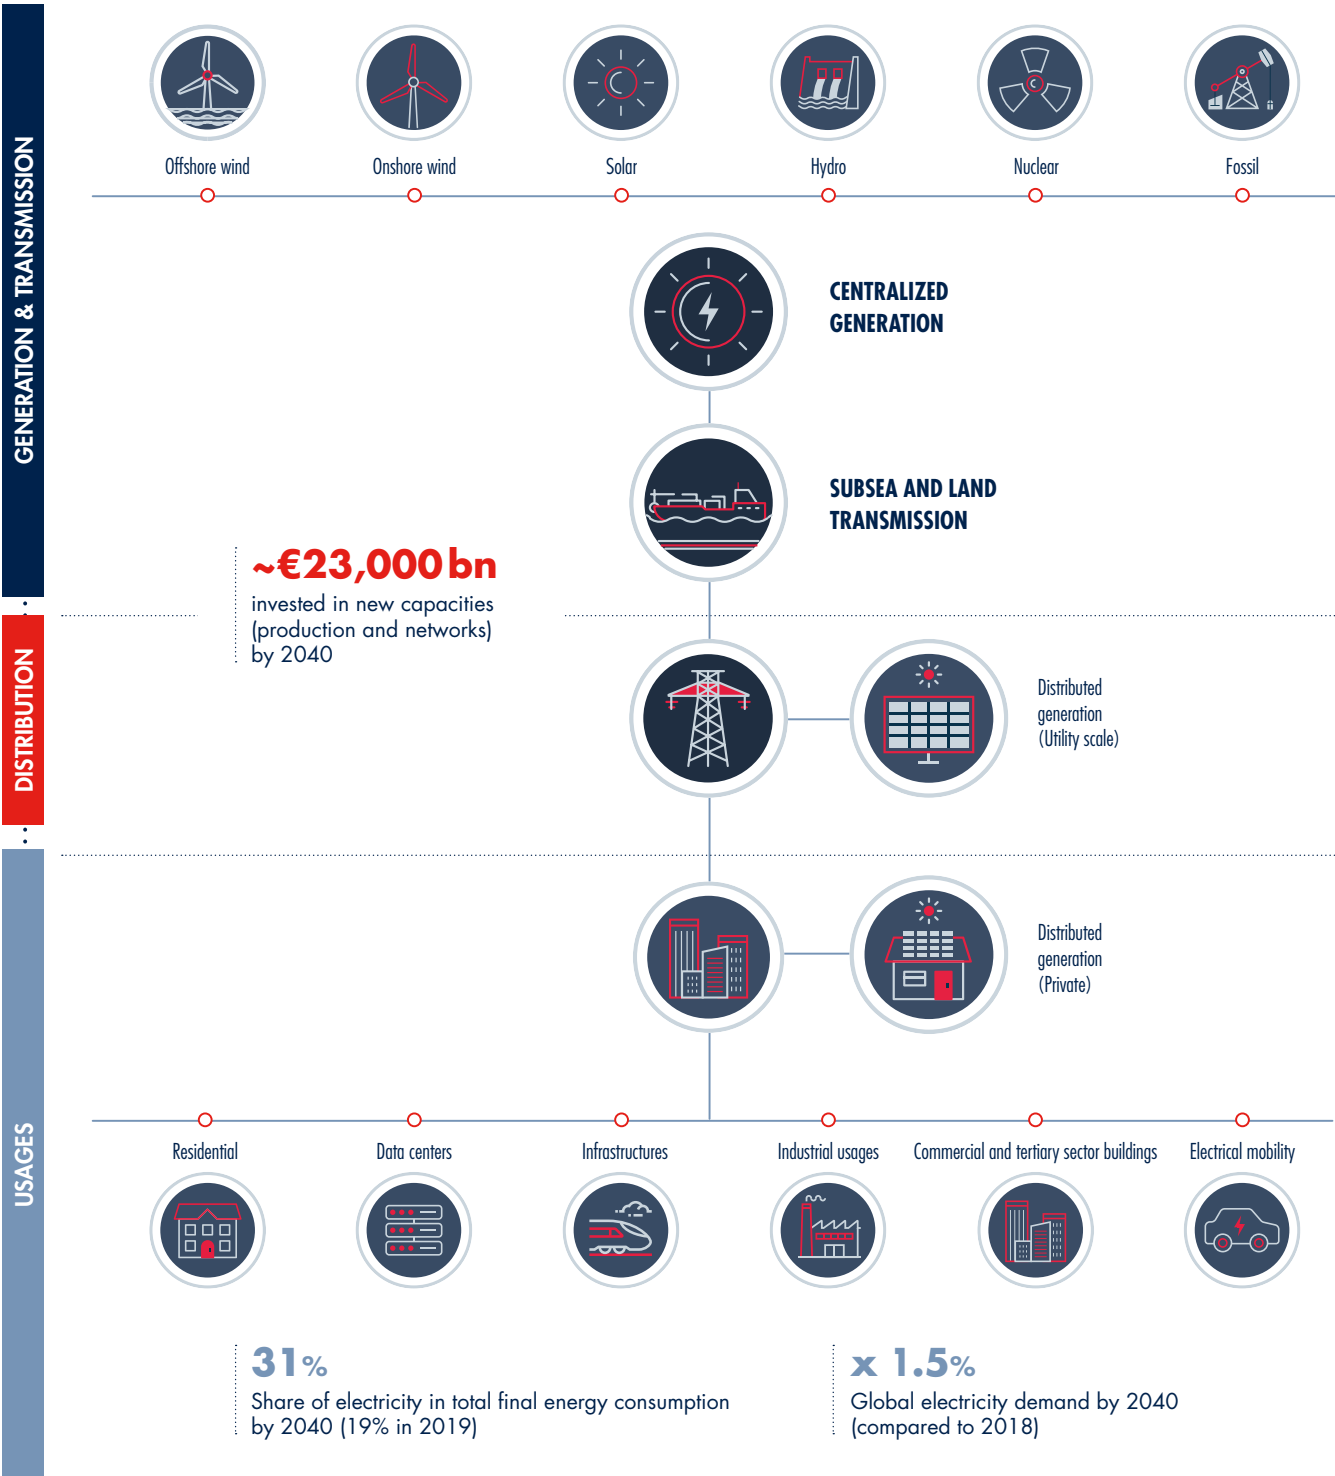 GENERATION & TRANSMISSION
Offshore wind
Onshore wind
Solar
Hydro
Nuclear
Fossil
CENTRALIZED
GENERATION
SUBSEA AND LAND
TRANSMISSION
~€23,000 bn
invested in new capacities
(production and networks)
by 2040
DISTRIBUTION
Distributed
generation
(Utility scale)
Distributed
generation
(Private)
USAGES
Residential
Data centers
Infrastructures
Industrial usages
Commercial and tertiary sector buildings
Electrical mobility
31%
Share of electricity in total final energy consumption
by 2040 (19% in 2019)
x 1.5%
Global electricity demand by 2040
(compared to 2018)